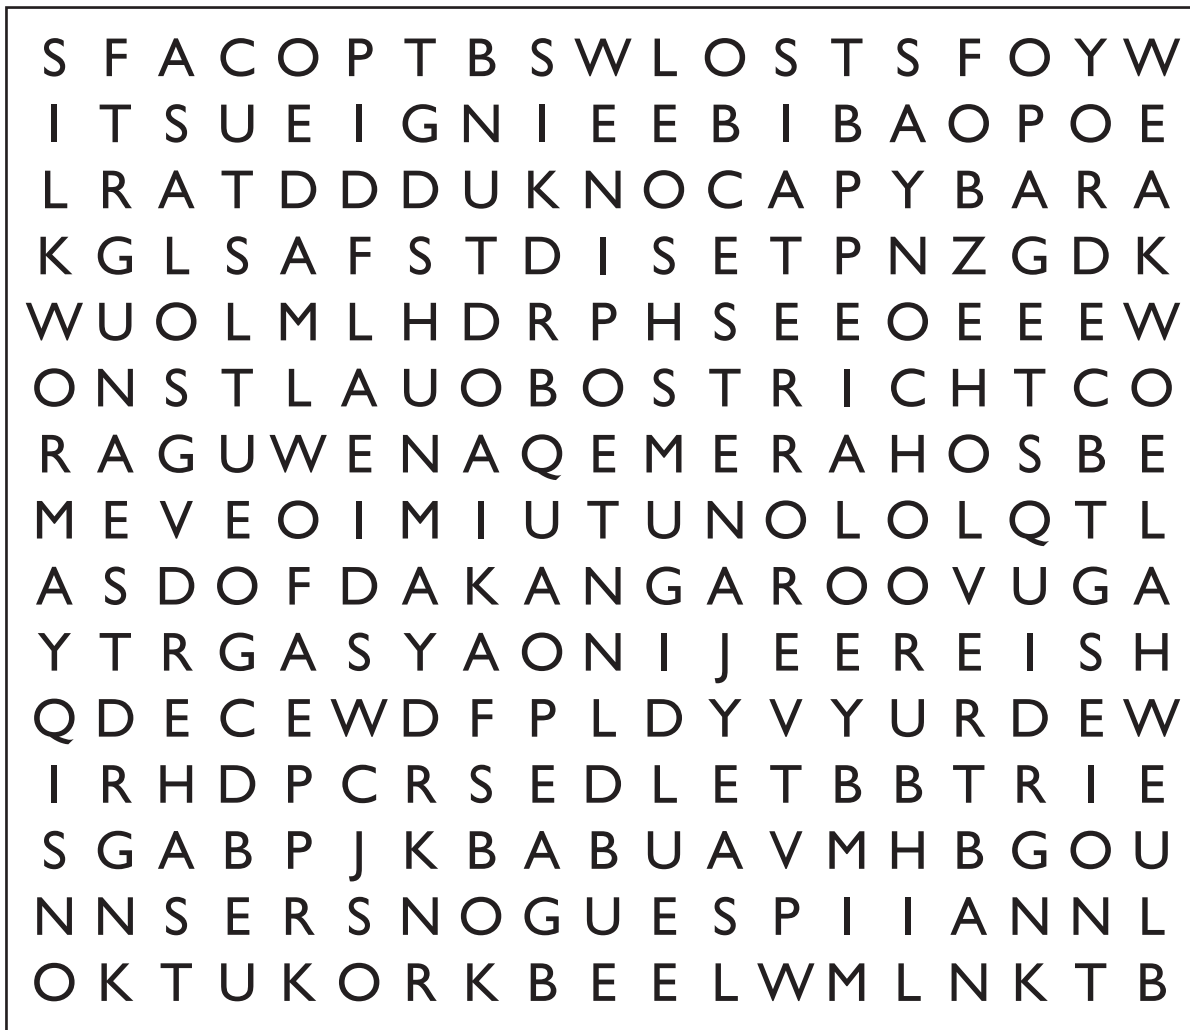 S F A C O P T B S W L O S T S F O Y W
I T S U E I G N I E E B I B A O P O E
L R A T D D D U K N O C A P Y B A R A
K G L S A F S T D I S E T P N Z G D K
W U O L M L H D R P H S E E O E E E W
O N S T L A U O B O S T R I C H T C O
R A G U W E N A Q E M E R A H O S B E
M E V E O I M I U T U N O L O L Q T L
A S D O F D A K A N G A R O O V U G A
Y T R G A S Y A O N I J E E R E I S H
Q D E C E W D F P L D Y V Y U R D E W
I R H D P C R S E D L E T B B T R I E
S G A B P J K B A B U A V M H B G O U
N N S E R S N O G U E S P I I A N N L
O K T U K O R K B E E L W M L N K T B